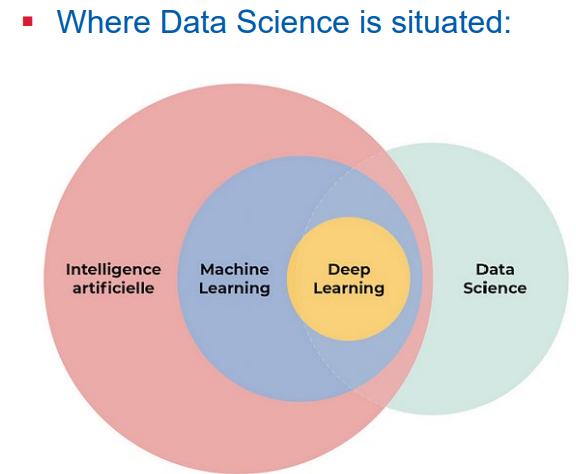 ▪ Where Data Science is situated:
Intelligence
artificielle
Machine
Learning
Deep
Learning
Data
Science